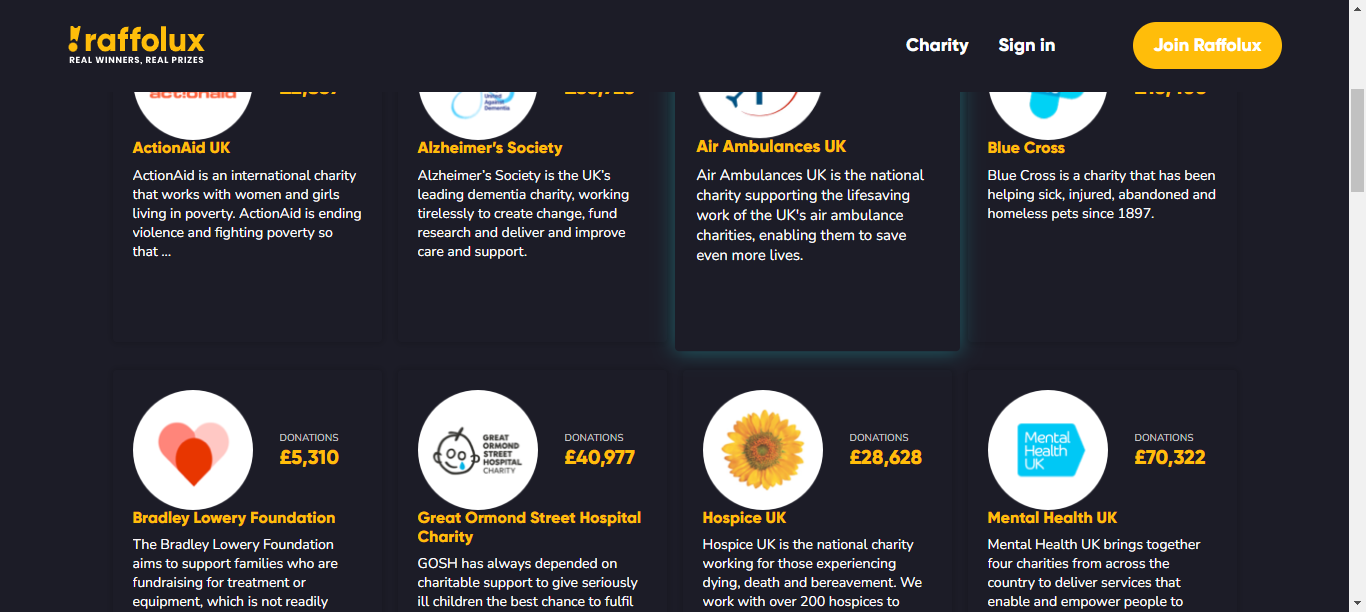 raffolux
REAL WINNERS, REAL PRIZES
Charity
Sign in
Join Raffolux
actionaid
United
Against
Dementia
ActionAid UK
ActionAid is an international charity
that works with women and girls
living in poverty. ActionAid is ending
violence and fighting poverty so
that ...
Alzheimer's Society
Alzheimer's Society is the UK's
leading dementia charity, working
tirelessly to create change, fund
research and deliver and improve
care and support.
Air Ambulances UK
Air Ambulances UK is the national
charity supporting the lifesaving
work of the UK's air ambulance
charities, enabling them to save
even more lives.
Blue Cross
Blue Cross is a charity that has been
helping sick, injured, abandoned and
homeless pets since 1897.
DONATIONS
£5,310
Bradley Lowery Foundation
The Bradley Lowery Foundation
aims to support families who are
fundraising for treatment or
equipment, which is not readily
GREAT
ORMOND
STREET
HOSPITAL
CHARITY
DONATIONS
£40,977
Great Ormond Street Hospital
Charity
GOSH has always depended on
charitable support to give seriously
ill children the best chance to fulfil
DONATIONS
£28,628
Hospice UK
Hospice UK is the national charity
working for those experiencing
dying, death and bereavement. We
work with over 200 hospices to
Mental
Health
UK
DONATIONS
£70,322
Mental Health UK
Mental Health UK brings together
four charities from across the
country to deliver services that
enable and empower people to